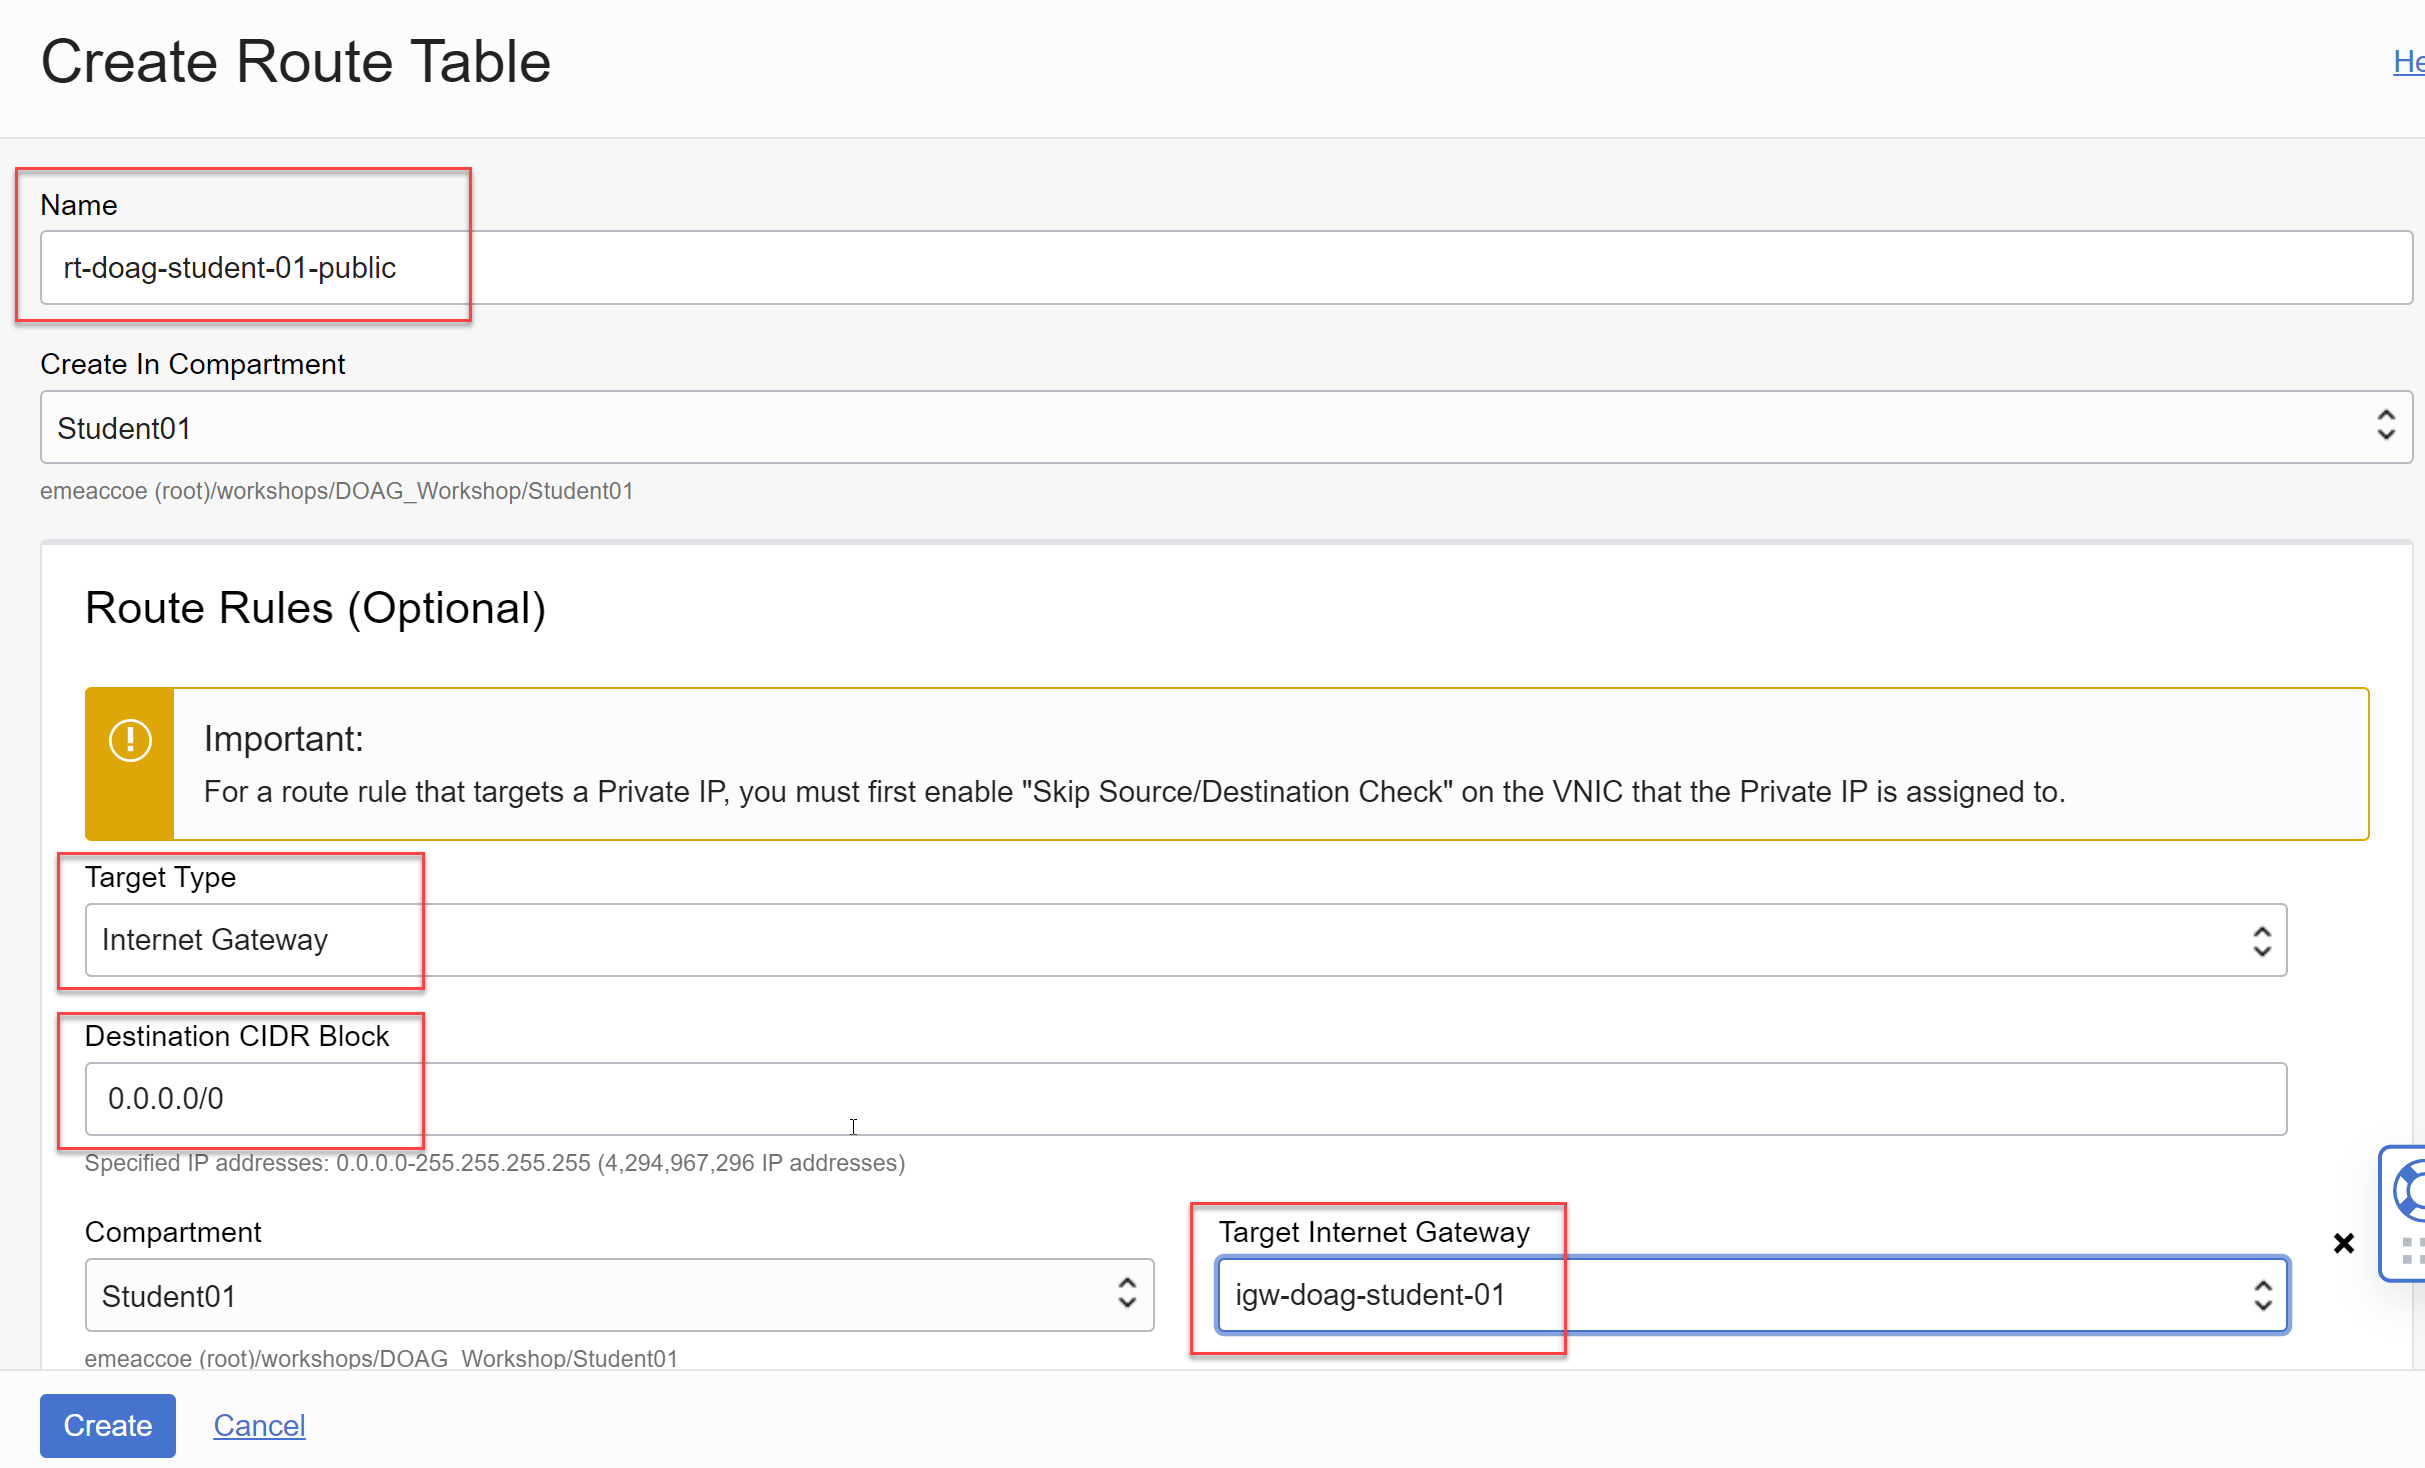 Create Route Table
He
Name
rt-doag-student-01-public
Create In Compartment
Student01
emeaccoe (root)/workshops/DOAG_Workshop/Student01
Route Rules (Optional)
Important:
For a route rule that targets a Private IP, you must first enable "Skip Source/Destination Check" on the VNIC that the Private IP is assigned to.
Target Type
Internet Gateway
Destination CIDR Block
0.0.0.0/0
Specified IP addresses: 0.0.0.0-255.255.255.255 (4,294,967,296 IP addresses)
Compartment
Student01
emeaccoe (root)/workshops/DOAG_Workshop/Student01
Target Internet Gateway
igw-doag-student-01
Create
Cancel